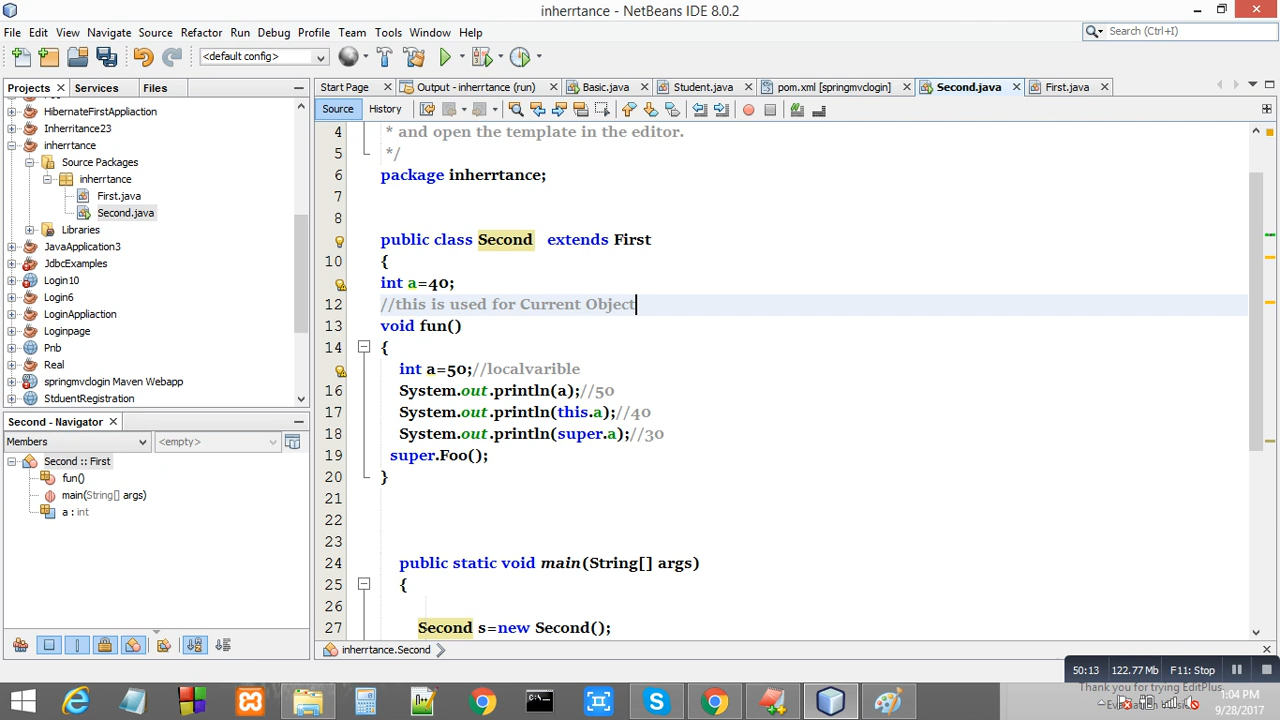 inherrtance - NetBeans IDE 8.0.2
File Edit View Navigate Source Refactor Run Debug Profile Team Tools Window Help
Search (Ctrl+I)
<default config>
Projects Services Files
Start Page Output - inherrtance (run) Basic.java Student.java pom.xml [springmvclogin] Second.java First.java
Source History
HibernateFirstAppliaction
Inherritance23
inherrtance
Source Packages
inherrtance
First.java
Second.java
Libraries
JavaApplication3
JdbcExamples
Login10
Login6
LoginAppliaction
Loginpage
Pnb
Real
springmvclogin Maven Webapp
StduentRegistration
Second - Navigator
Members <empty>
Second :: First
fun()
main(String[] args)
a : int
4 * and open the template in the editor.
5 */
6 package inherrtance;
7
8
public class Second extends First
10 {
int a=40;
12 //this is used for Current Object
13 void fun()
14 {
int a=50;//localvarible
16 System.out.println(a);//50
17 System.out.println(this.a);//40
18 System.out.println(super.a);//30
19 super.Foo();
20 }
21
22
23
24 public static void main(String[] args)
25 {
26
27 Second s=new Second();
inherrtance.Second
50:13 122.77 Mb F11: Stop
Thank you for trying EditPlus
1:04 PM
9/28/2017